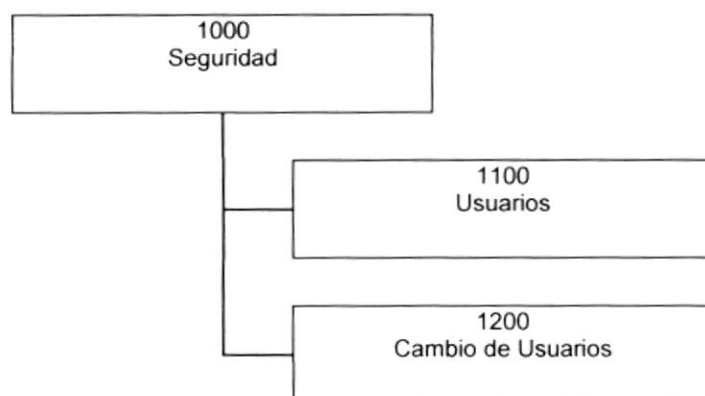 1000
Seguridad
1100
Usuarios
1200
Cambio de Usuarios